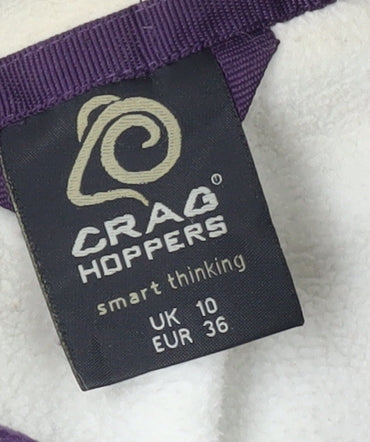 CRAG®
HOPPERS
smart thinking
UK 10
EUR 36